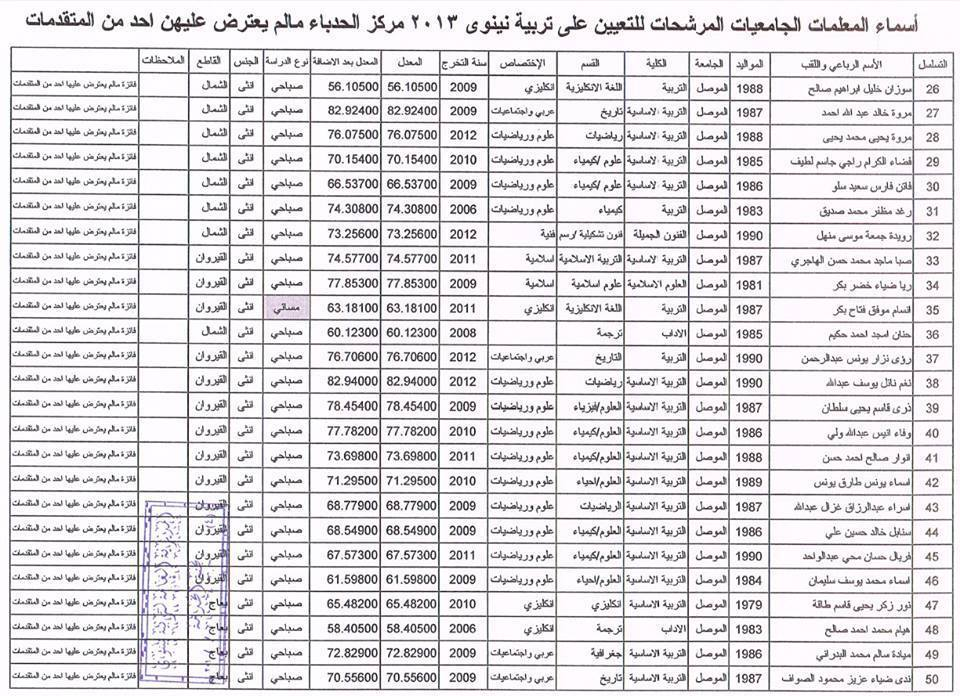 أسماء المعلمات الجامعيات المرشحات للتعيين على تربية نينوى ٢٠١٣ مركز الحدباء مالم يعترض عليهن احد من المتقدمات
التسلسل الأسم الرباعي واللقب المواليد الجامعة الكلية القسم الإختصاص سنة التخرج المعدل المعدل بعد الاضافة نوع الدراسة الجنس القاطع الملاحظات
26 سوزان خليل ابراهيم صالح 1988 الموصل التربية اللغة الانكليزية انكليزي 2009 56.10500 56.10500 صباحي انثى الشمال فائزة مالم يعترض عليها احد من المتقدمات
27 مروة خالد عبد الله احمد 1987 الموصل التربية الاساسية تاريخ عربي واجتماعيات 2009 82.92400 82.92400 صباحي انثى الشمال فائزة مالم يعترض عليها احد من المتقدمات
28 مروة يحيى محمد يحيى 1988 الموصل التربية الاساسية رياضيات علوم ورياضيات 2012 76.07500 76.07500 صباحي انثى الشمال فائزة مالم يعترض عليها احد من المتقدمات
29 فضاء الكرام راجي جاسم لطيف 1985 الموصل التربية الاساسية علوم /كيمياء علوم ورياضيات 2010 70.15400 70.15400 صباحي انثى الشمال فائزة مالم يعترض عليها احد من المتقدمات
30 فاتن فارس سعيد سلو 1986 الموصل التربية الاساسية علوم /كيمياء علوم ورياضيات 2009 66.53700 66.53700 صباحي انثى الشمال فائزة مالم يعترض عليها احد من المتقدمات
31 رغد مظفر محمد صديق 1983 الموصل التربية كيمياء علوم ورياضيات 2006 74.30800 74.30800 صباحي انثى الشمال فائزة مالم يعترض عليها احد من المتقدمات
32 رويدة جمعة موسى منهل 1990 الموصل الفنون الجميلة فنون تشكيلية /رسم فنية 2012 73.25600 73.25600 صباحي انثى الشمال فائزة مالم يعترض عليها احد من المتقدمات
33 صبا ماجد محمد حسن الهاجري 1987 الموصل التربية الاساسية التربية الاسلامية اسلامية 2011 74.57700 74.57700 صباحي انثى القيروان فائزة مالم يعترض عليها احد من المتقدمات
34 ريا ضياء خضر بكر 1981 الموصل العلوم الاسلامية علوم اسلامية اسلامية 2009 77.85300 77.85300 صباحي انثى القيروان فائزة مالم يعترض عليها احد من المتقدمات
35 انسام موفق فتاح بكر 1987 الموصل التربية اللغة الانكليزية انكليزي 2011 63.18100 63.18100 مسائي انثى القيروان فائزة مالم يعترض عليها احد من المتقدمات
36 حنان امجد احمد حكيم 1985 الموصل الاداب ترجمة 2008 60.12300 60.12300 صباحي انثى الشمال فائزة مالم يعترض عليها احد من المتقدمات
37 رؤى نزار يونس عبدالرحمن 1990 الموصل التربية التاريخ عربي واجتماعيات 2012 76.70600 76.70600 صباحي انثى القيروان فائزة مالم يعترض عليها احد من المتقدمات
38 نغم نائل يوسف عبدالله 1990 الموصل التربية الاساسية رياضيات علوم ورياضيات 2012 82.94000 82.94000 صباحي انثى القيروان فائزة مالم يعترض عليها احد من المتقدمات
39 ذرى قاسم يحيى سلطان 1987 الموصل التربية الاساسية العلوم/فيزياء علوم ورياضيات 2009 78.45400 78.45400 صباحي انثى القيروان فائزة مالم يعترض عليها احد من المتقدمات
40 وفاء انيس عبدالله ولي 1986 الموصل التربية الاساسية العلوم/كيمياء علوم ورياضيات 2010 77.78200 77.78200 صباحي انثى القيروان فائزة مالم يعترض عليها احد من المتقدمات
41 انوار صالح احمد حسن 1988 الموصل التربية الاساسية العلوم/كيمياء علوم ورياضيات 2011 73.69800 73.69800 صباحي انثى القيروان فائزة مالم يعترض عليها احد من المتقدمات
42 اسماء يونس طارق يونس 1989 الموصل التربية الاساسية العلوم/احياء علوم ورياضيات 2010 71.29500 71.29500 صباحي انثى القيروان فائزة مالم يعترض عليها احد من المتقدمات
43 اسراء عبدالرزاق غزال عبدالله 1987 الموصل التربية الاساسية الرياضيات علوم ورياضيات 2009 68.77900 68.77900 صباحي انثى القيروان فائزة مالم يعترض عليها احد من المتقدمات
44 سنابل خالد حسين علي 1986 الموصل التربية الاساسية العلوم/كيمياء علوم ورياضيات 2009 68.54900 68.54900 صباحي انثى القيروان فائزة مالم يعترض عليها احد من المتقدمات
45 فريال حسان محي عبدالواحد 1990 الموصل التربية الاساسية العلوم/كيمياء علوم ورياضيات 2011 67.57300 67.57300 صباحي انثى القيروان فائزة مالم يعترض عليها احد من المتقدمات
46 اسماء محمد يوسف سليمان 1984 الموصل التربية الاساسية العلوم/احياء علوم ورياضيات 2009 61.59800 61.59800 صباحي انثى القيروان فائزة مالم يعترض عليها احد من المتقدمات
47 نور زكر يحيى قاسم طاقة 1979 الموصل التربية الاساسية انكليزي انكليزي 2010 65.48200 65.48200 صباحي انثى بعاج فائزة مالم يعترض عليها احد من المتقدمات
48 هيام محمد احمد صالح 1983 الموصل الاداب ترجمة انكليزي 2006 58.40500 58.40500 صباحي انثى بعاج فائزة مالم يعترض عليها احد من المتقدمات
49 ميادة سالم محمد البدراني 1986 الموصل التربية الاساسية جغرافية عربي واجتماعيات 2009 72.82900 72.82900 صباحي انثى بعاج فائزة مالم يعترض عليها احد من المتقدمات
50 ندى ضياء عزيز محمود الصواف 1987 الموصل التربية الاساسية تاريخ عربي واجتماعيات 2009 70.55600 70.55600 صباحي انثى بعاج فائزة مالم يعترض عليها احد من المتقدمات